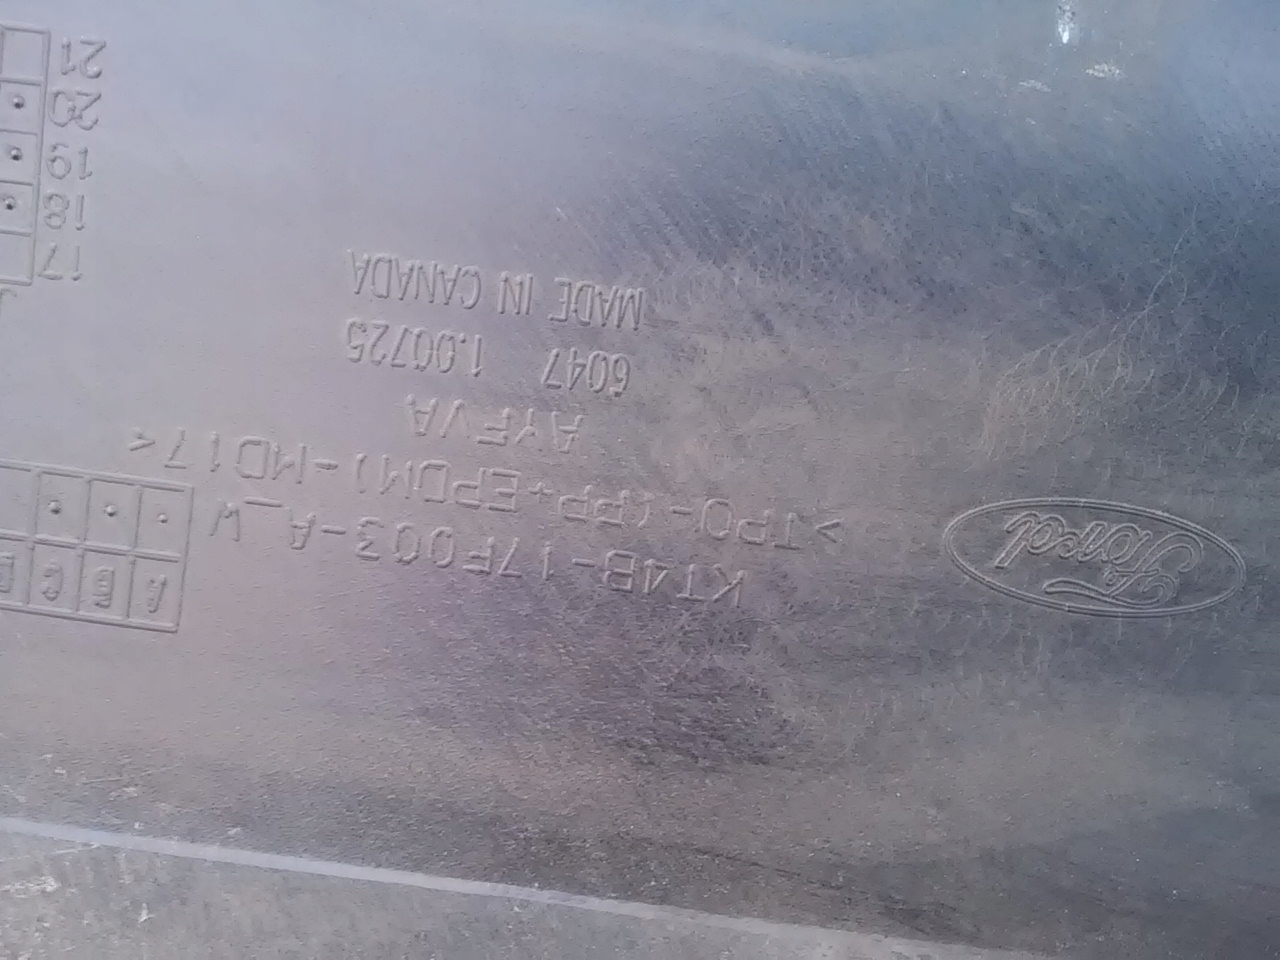 A B C D
Ford
KT4B-17F003-A_W
>TPO-(PP+EPDM)-MD17<
AYFVA
6047 1.00725
MADE IN CANADA
17
18
19
20
21